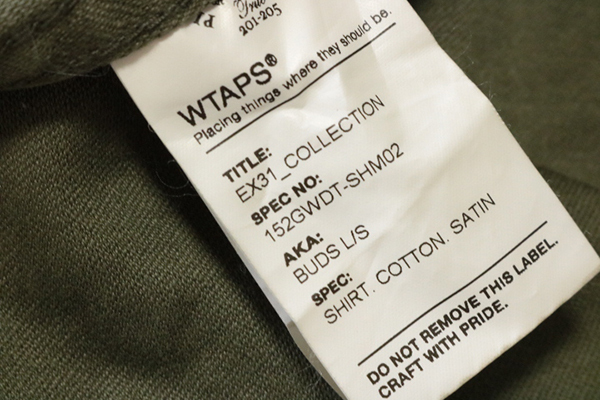 201-205
WTAPS®
Placing things where they should be.
TITLE:
EX31_COLLECTION
SPEC NO:
152GWDT-SHM02
AKA:
BUDS L/S
SPEC:
SHIRT. COTTON. SATIN
DO NOT REMOVE THIS LABEL.
CRAFT WITH PRIDE.